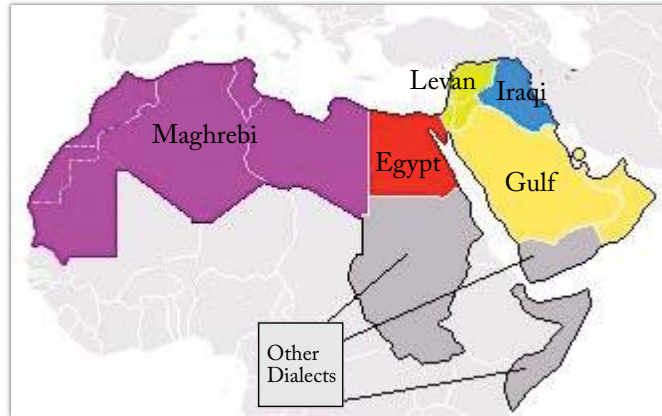 Levan
Iraqi
Maghrebi
Egypt
Gulf
Other
Dialects